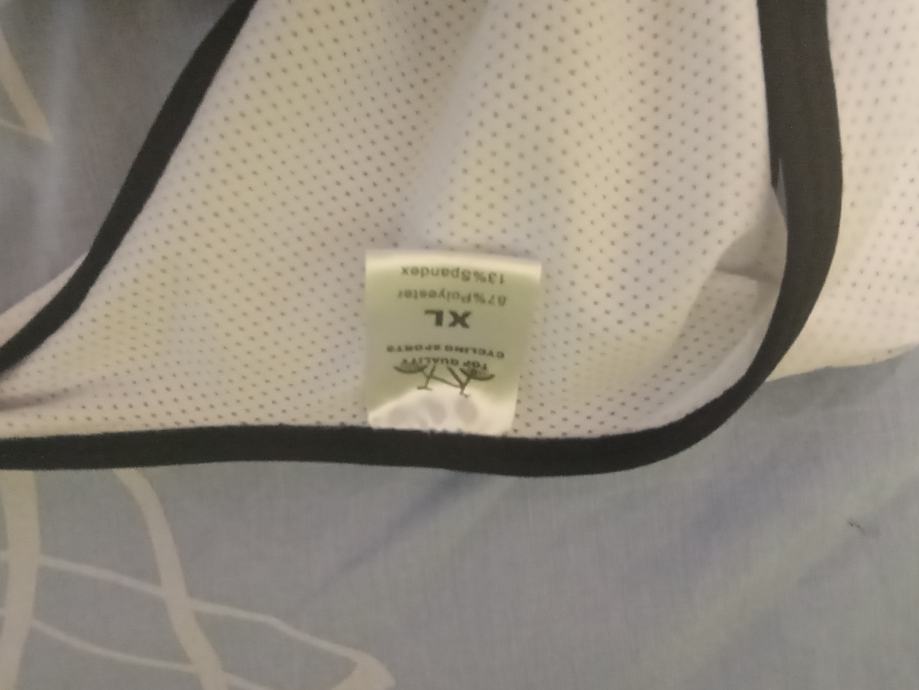 TOP QUALITY
CYCLING SPORTS
XL
87%Polyester
13%Spandex